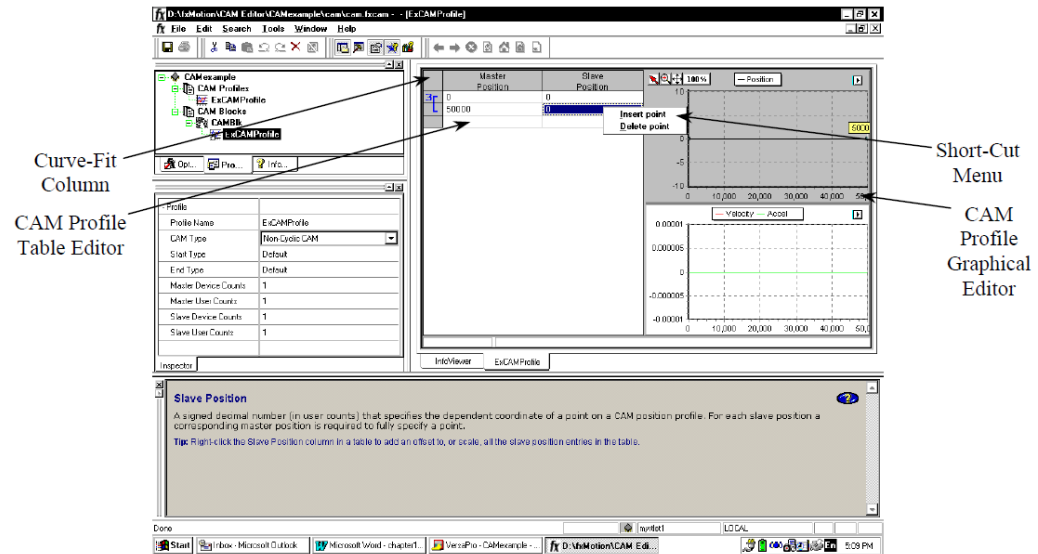 D:\fxMotion\CAM Editor\CAMexample\cam\cam.fxcam - - [ExCAMProfile]
File Edit Search Tools Window Help
CAMexample
CAM Profiles
ExCAMProfile
CAM Blocks
CAMBlk
ExCAMProfile
Opt... Pro... Info...
Curve-Fit
Column
CAM Profile
Table Editor
Profile
Profile Name ExCAMProfile
CAM Type Non-Cyclic CAM
Start Type Default
End Type Default
Master Device Counts 1
Master User Counts 1
Slave Device Counts 1
Slave User Counts 1
Inspector
Master
Position
Slave
Position
3 0 0
50000 0
Insert point
Delete point
100%
Position
10
5000
0
-5
-10
0 10,000 20,000 30,000 40,000 50,
Velocity Accel
0.00001
0.000005
0
-0.000005
-0.00001
0 10,000 20,000 30,000 40,000 50,0
Short-Cut
Menu
CAM
Profile
Graphical
Editor
InfoViewer ExCAMProfile
Slave Position
A signed decimal number (in user counts) that specifies the dependent coordinate of a point on a CAM position profile. For each slave position a
corresponding master position is required to fully specify a point.
Tip: Right-click the Slave Position column in a table to add an offset to, or scale, all the slave position entries in the table.
Done LOCAL
Start Inbox - Microsoft Outlook Microsoft Word - chapter1... VersaPro - CAMexample - ... D:\fxMotion\CAM Edi... En 5:09 PM